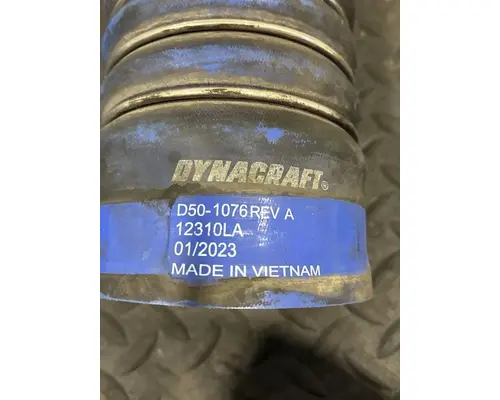 DYNACRAFT®
D50-1076 REV A
12310LA
01/2023
MADE IN VIETNAM